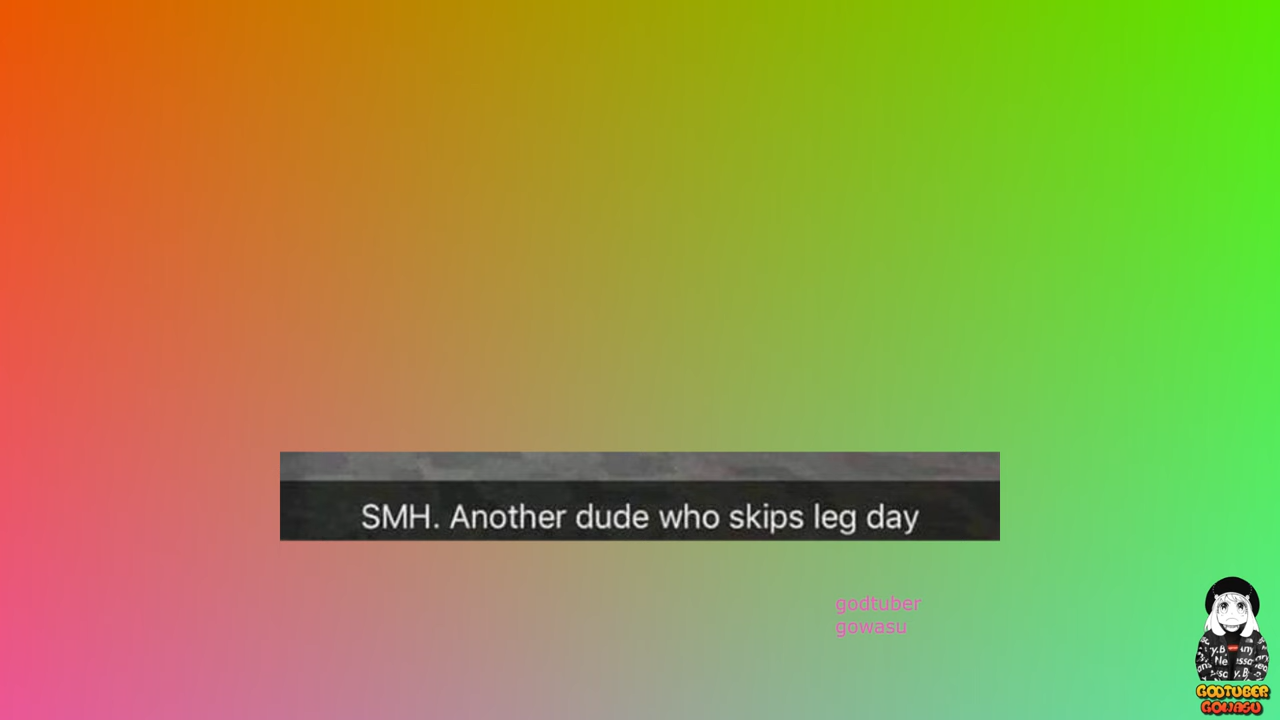 SMH. Another dude who skips leg day
godtuber
gowasu
GODTUBER
GOWASU